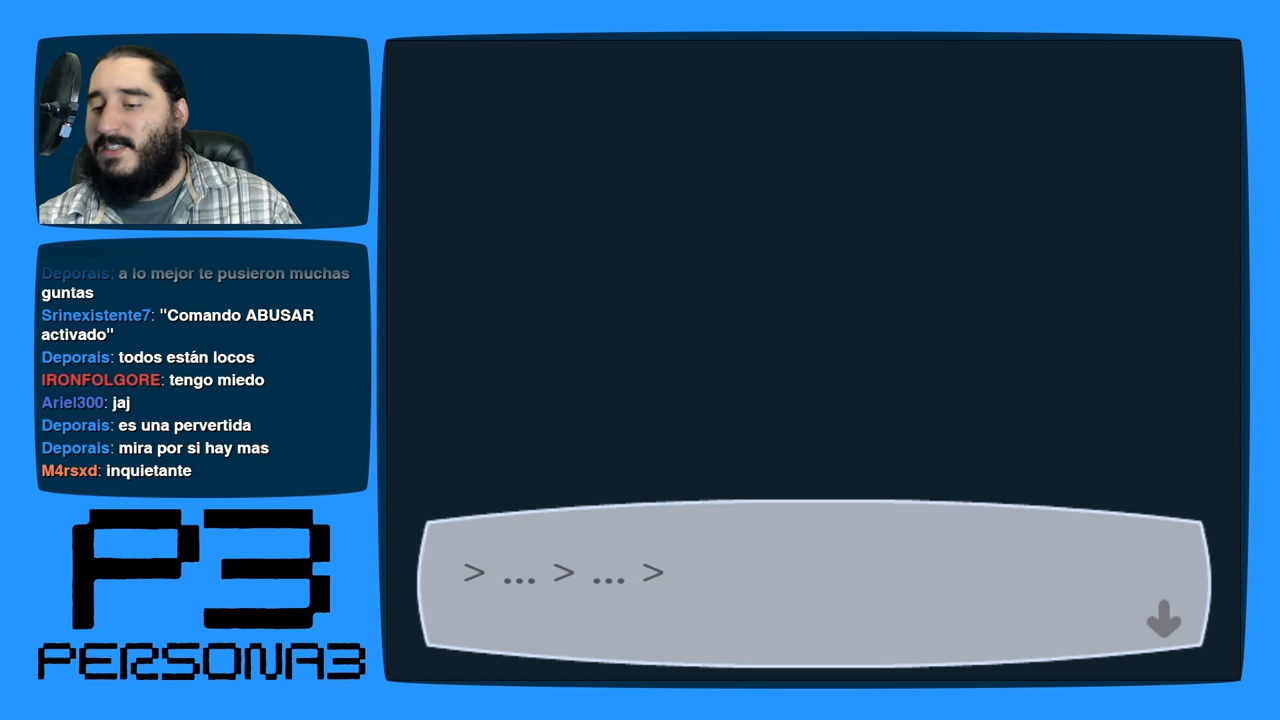 Deporais: a lo mejor te pusieron muchas
guntas
Srinexistente7: "Comando ABUSAR
activado"
Deporais: todos están locos
IRONFOLGORE: tengo miedo
Ariel300: jaj
Deporais: es una pervertida
Deporais: mira por si hay mas
M4rsxd: inquietante
P3
PERSONA3
> ... > ... >